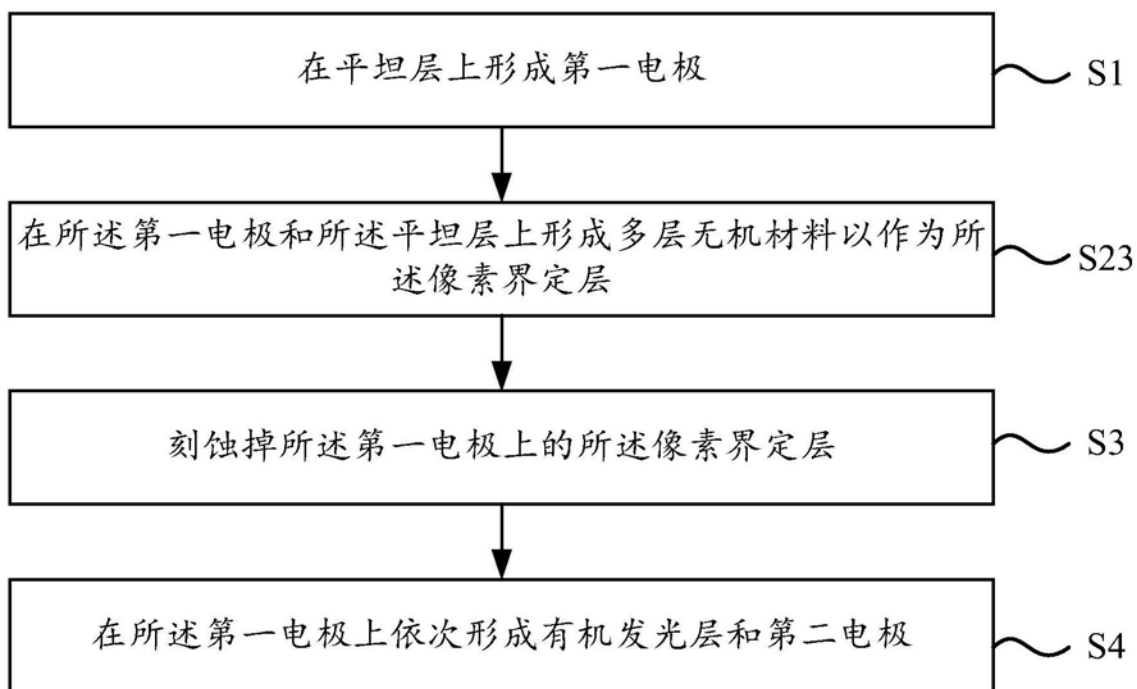 在平坦层上形成第一电极
S1
在所述第一电极和所述平坦层上形成多层无机材料以作为所
述像素界定层
S23
刻蚀掉所述第一电极上的所述像素界定层
S3
在所述第一电极上依次形成有机发光层和第二电极
S4